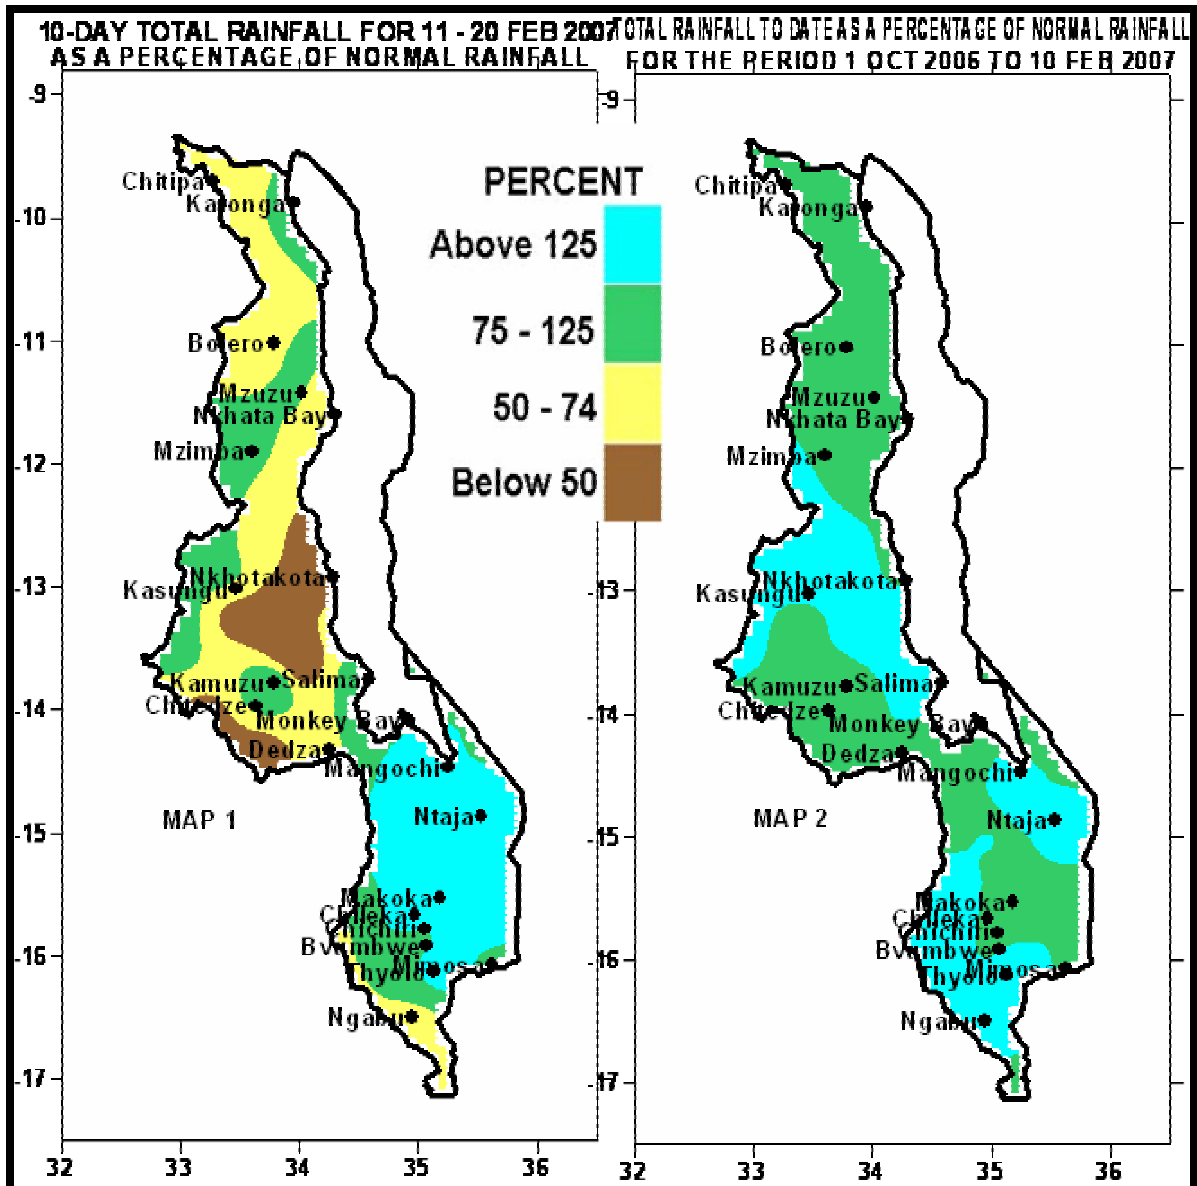 10-DAY TOTAL RAINFALL FOR 11 - 20 FEB 2007
AS A PERCENTAGE OF NORMAL RAINFALL
TOTAL RAINFALL TO DATE AS A PERCENTAGE OF NORMAL RAINFALL
FOR THE PERIOD 1 OCT 2006 TO 10 FEB 2007
-9
-10
-11
-12
-13
-14
-15
-16
-17
32 33 34 35 36
Chitipa
Karonga
Bolero
Mzuzu
Nkhata Bay
Mzimba
Nkhotakota
Kasungu
Kamuzu
Salima
Chitedze
Monkey Bay
Dedza
Mangochi
MAP 1
Ntaja
Makoka
Chileka
Chichiri
Bvumbwe
Mimosa
Thyolo
Ngabu
PERCENT
Above 125
75 - 125
50 - 74
Below 50
-9
-10
-11
-12
-13
-14
-15
-16
-17
32 33 34 35 36
Chitipa
Karonga
Bolero
Mzuzu
Nkhata Bay
Mzimba
Nkhotakota
Kasungu
Kamuzu
Salima
Chitedze
Monkey Bay
Dedza
Mangochi
MAP 2
Ntaja
Makoka
Chileka
Chichiri
Bvumbwe
Mimosa
Thyolo
Ngabu